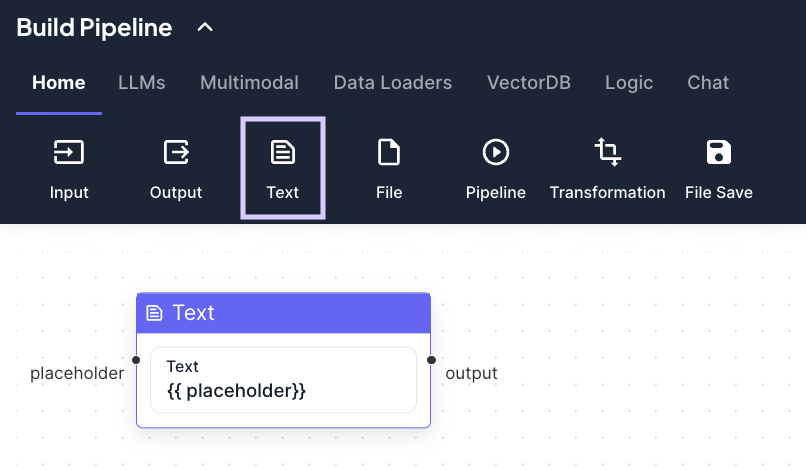 Build Pipeline
Home LLMs Multimodal Data Loaders VectorDB Logic Chat
Input Output Text File Pipeline Transformation File Save
Text
Text
placeholder output
{{ placeholder}}